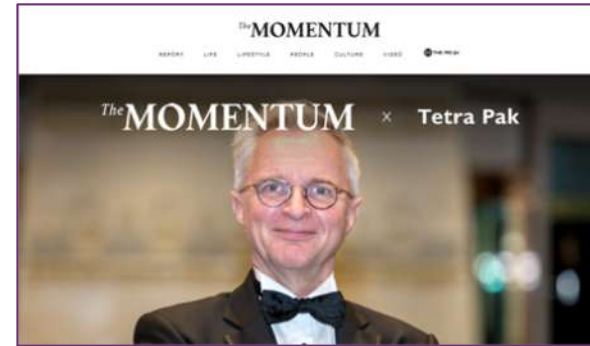 The MOMENTUM
REPORT LIFE LIFESTYLE PEOPLE CULTURE VIDEO
The MOMENTUM × Tetra Pak